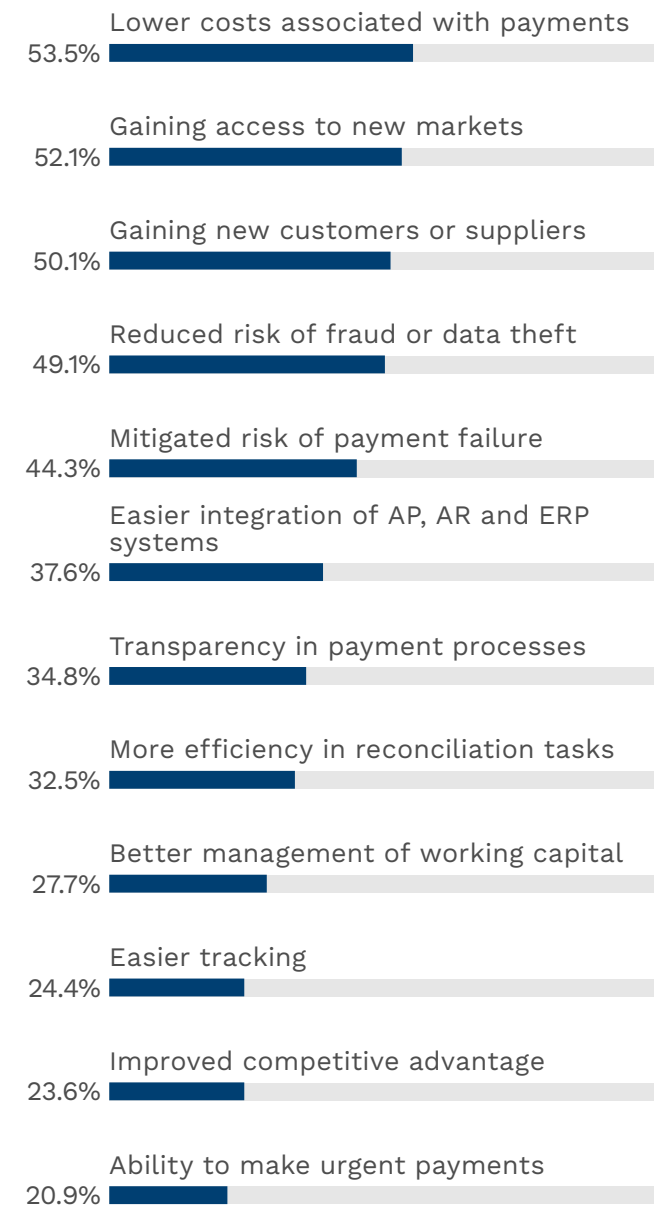 Lower costs associated with payments
53.5%
Gaining access to new markets
52.1%
Gaining new customers or suppliers
50.1%
Reduced risk of fraud or data theft
49.1%
Mitigated risk of payment failure
44.3%
Easier integration of AP, AR and ERP
systems
37.6%
Transparency in payment processes
34.8%
More efficiency in reconciliation tasks
32.5%
Better management of working capital
27.7%
Easier tracking
24.4%
Improved competitive advantage
23.6%
Ability to make urgent payments
20.9%